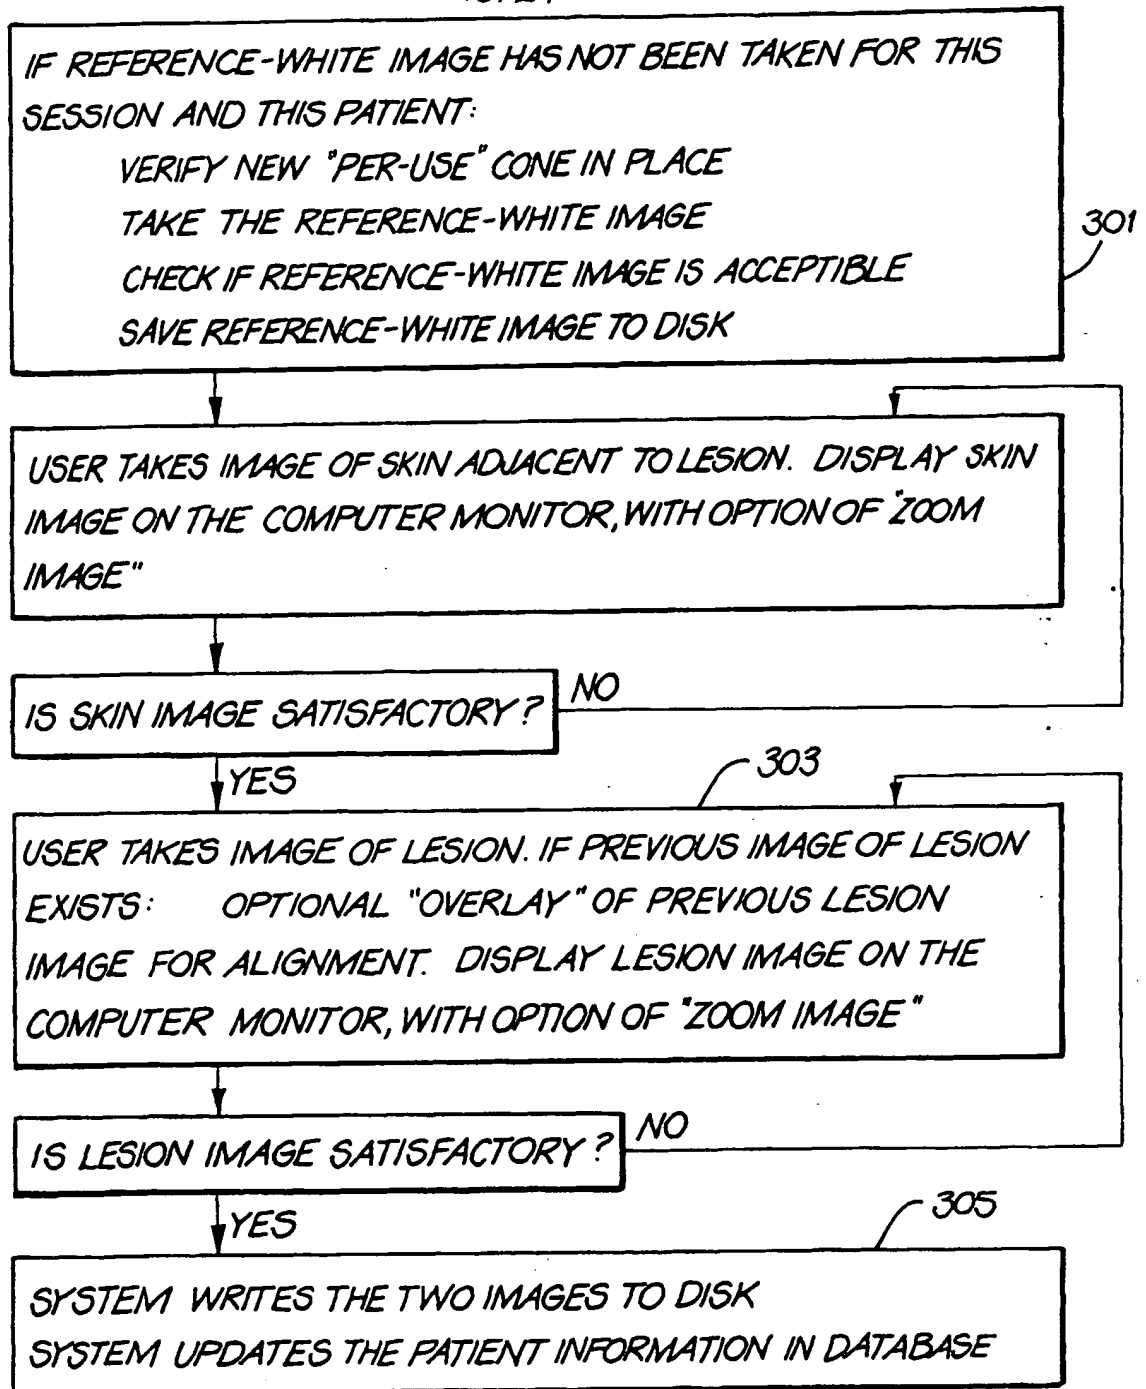 IF REFERENCE-WHITE IMAGE HAS NOT BEEN TAKEN FOR THIS
SESSION AND THIS PATIENT:
VERIFY NEW "PER-USE" CONE IN PLACE
TAKE THE REFERENCE-WHITE IMAGE
CHECK IF REFERENCE-WHITE IMAGE IS ACCEPTIBLE
SAVE REFERENCE-WHITE IMAGE TO DISK
301
USER TAKES IMAGE OF SKIN ADJACENT TO LESION. DISPLAY SKIN
IMAGE ON THE COMPUTER MONITOR, WITH OPTION OF "ZOOM
IMAGE"
IS SKIN IMAGE SATISFACTORY?
NO
YES
303
USER TAKES IMAGE OF LESION. IF PREVIOUS IMAGE OF LESION
EXISTS: OPTIONAL "OVERLAY" OF PREVIOUS LESION
IMAGE FOR ALIGNMENT. DISPLAY LESION IMAGE ON THE
COMPUTER MONITOR, WITH OPTION OF "ZOOM IMAGE"
IS LESION IMAGE SATISFACTORY?
NO
YES
305
SYSTEM WRITES THE TWO IMAGES TO DISK
SYSTEM UPDATES THE PATIENT INFORMATION IN DATABASE